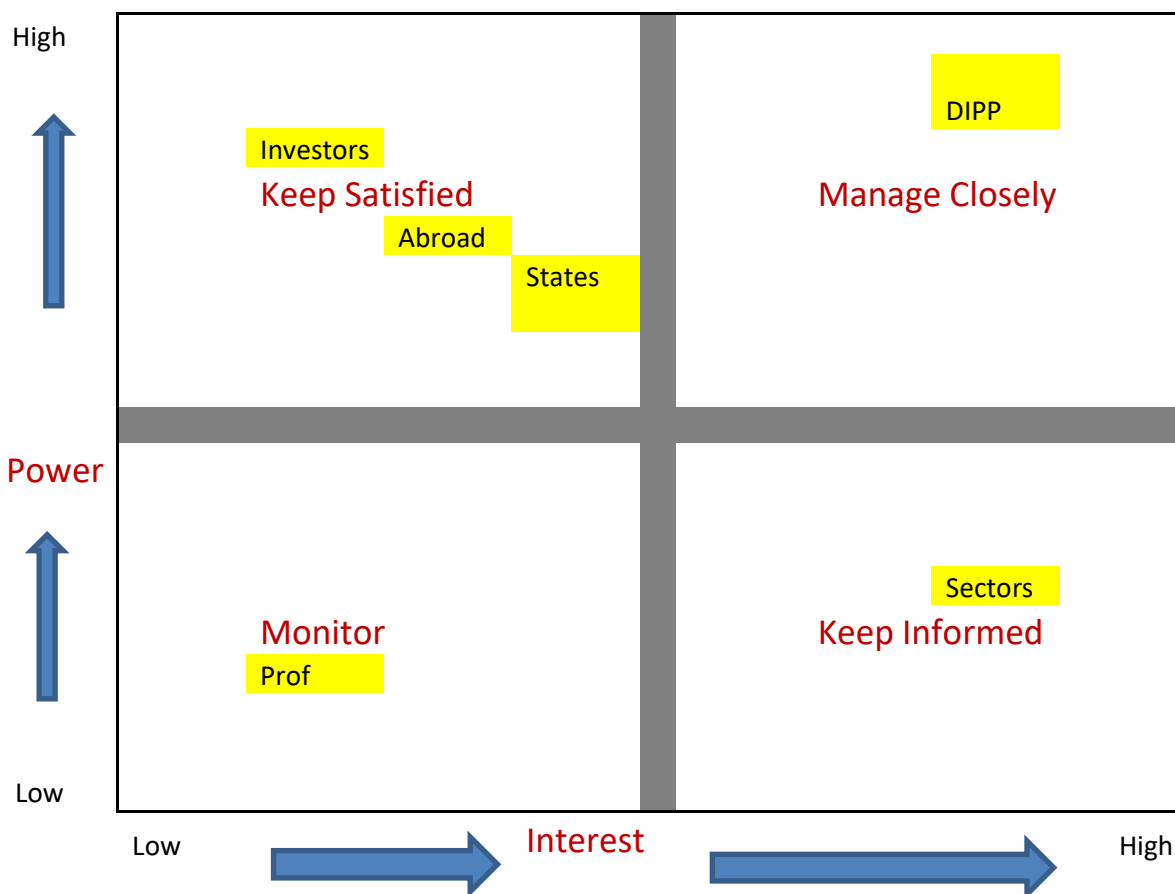 High
DIPP
Investors
Keep Satisfied
Manage Closely
Abroad
States
Power
Sectors
Monitor
Keep Informed
Prof
Low
Low
Interest
High